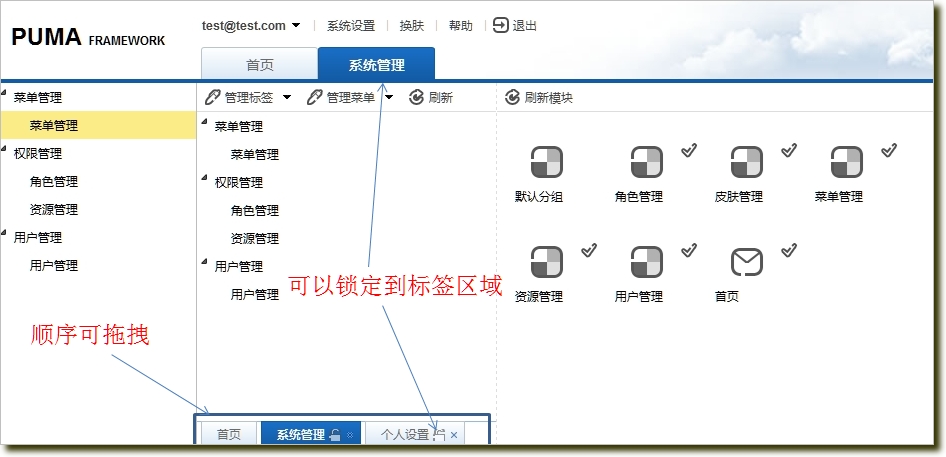 PUMA FRAMEWORK
test@test.com 系统设置 换肤 帮助 退出
首页 系统管理
菜单管理
菜单管理
权限管理
角色管理
资源管理
用户管理
用户管理
管理标签 管理菜单 刷新
菜单管理
菜单管理
权限管理
角色管理
资源管理
用户管理
用户管理
刷新模块
默认分组 角色管理 皮肤管理 菜单管理
资源管理 用户管理 首页
可以锁定到标签区域
顺序可拖拽
首页 系统管理 个人设置